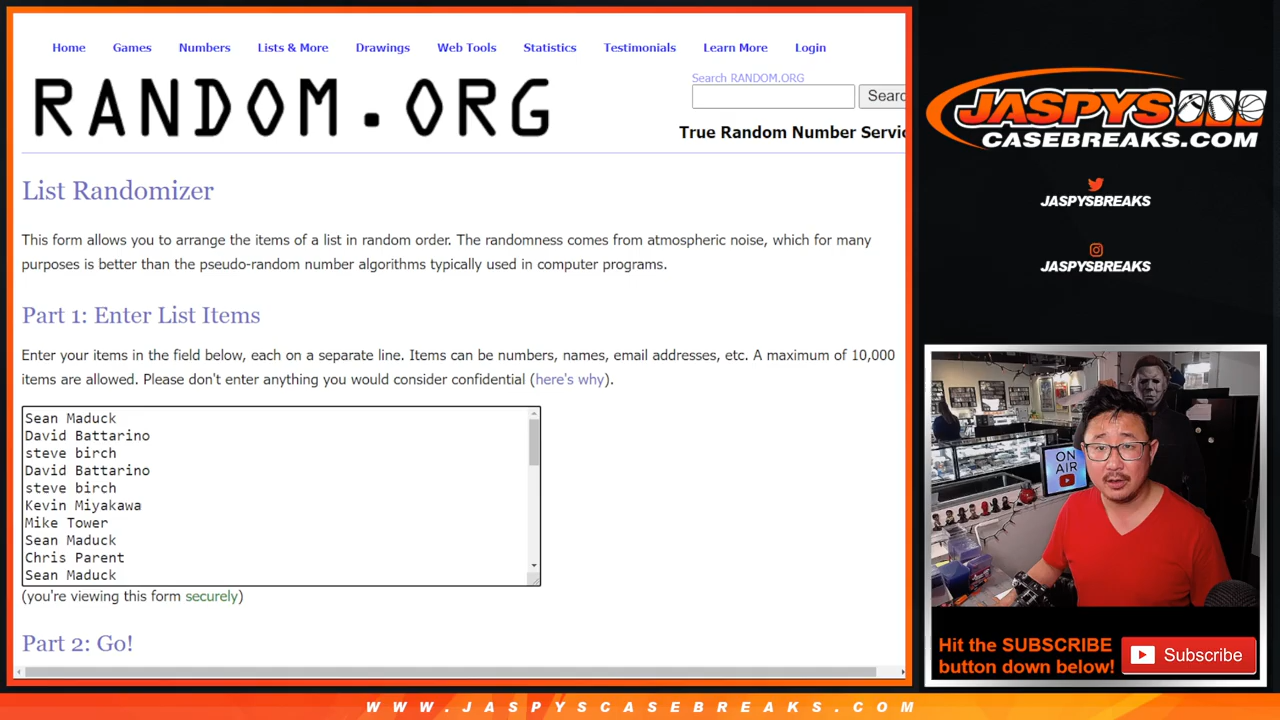 Home Games Numbers Lists & More Drawings Web Tools Statistics Testimonials Learn More Login
RANDOM.ORG
Search RANDOM.ORG
Searc
True Random Number Servic
List Randomizer
This form allows you to arrange the items of a list in random order. The randomness comes from atmospheric noise, which for many
purposes is better than the pseudo-random number algorithms typically used in computer programs.
Part 1: Enter List Items
Enter your items in the field below, each on a separate line. Items can be numbers, names, email addresses, etc. A maximum of 10,000
items are allowed. Please don't enter anything you would consider confidential (here's why).
Sean Maduck
David Battarino
steve birch
David Battarino
steve birch
Kevin Miyakawa
Mike Tower
Sean Maduck
Chris Parent
Sean Maduck
(you're viewing this form securely)
Part 2: Go!
JASPYS
CASEBREAKS.COM
JASPYSBREAKS
JASPYSBREAKS
ON
AIR
Hit the SUBSCRIBE
button down below!
Subscribe
WWW.JASPYSCASEBREAKS.COM